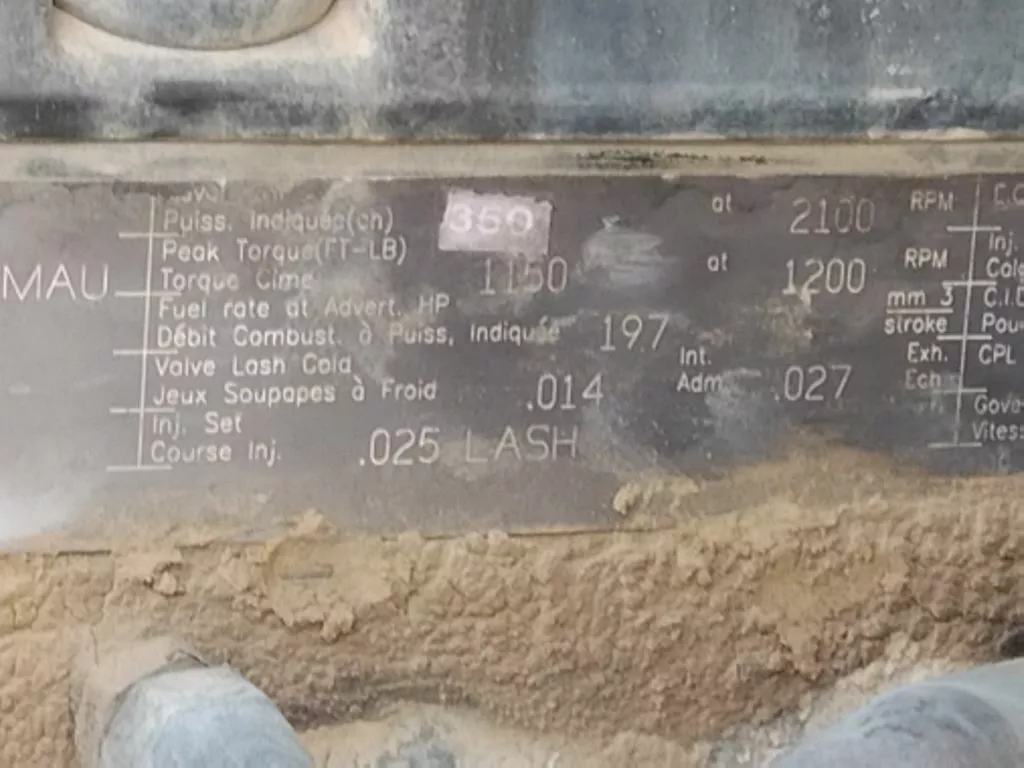 Puiss. Indiquée(ch) 350 at 2100 RPM
Peak Torque(FT-LB)
MAU Torque Cime 1150 at 1200 RPM
Inj.
Fuel rate at Advert. HP mm 3
Débit Combust. à Puiss, Indiquée 197 stroke
Valve Lash Cold Int. Exh. CPL
Jeux Soupapes à Froid .014 Adm. .027 Ech
Inj. Set
Course Inj. .025 LASH